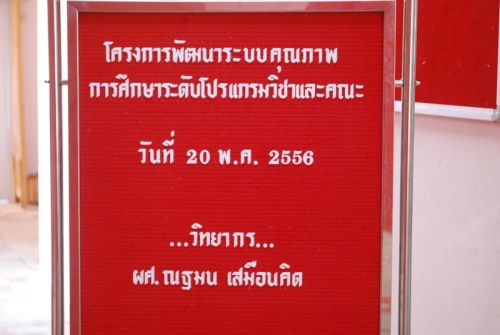 โครงการพัฒนาระบบคุณภาพ
การศึกษาระดับโปรแกรมวิชาและคณะ
วันที่ 20 พ.ศ. 2556
...วิทยากร...
ผศ.ณฐมน เสมือนคิด